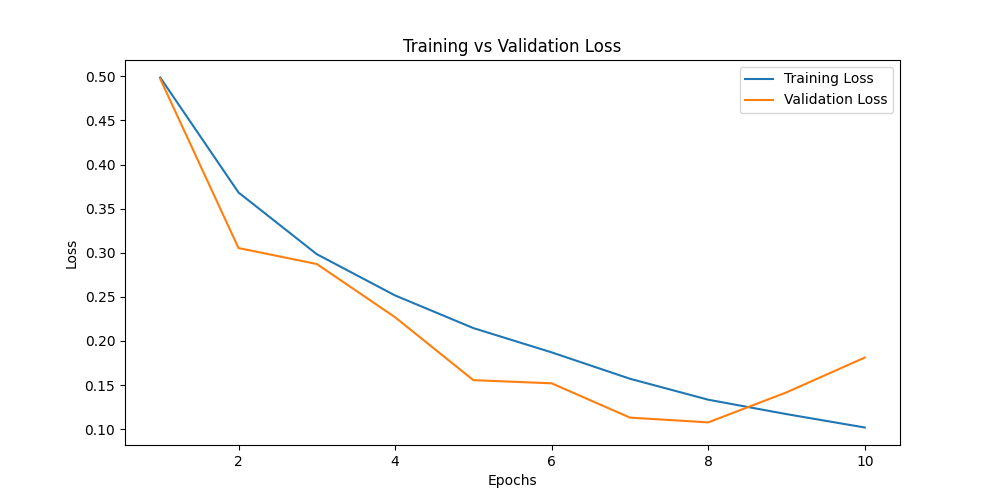 Training vs Validation Loss
Training Loss
Validation Loss
0.50
0.45
0.40
0.35
0.30
0.25
0.20
0.15
0.10
Loss
2 4 6 8 10
Epochs